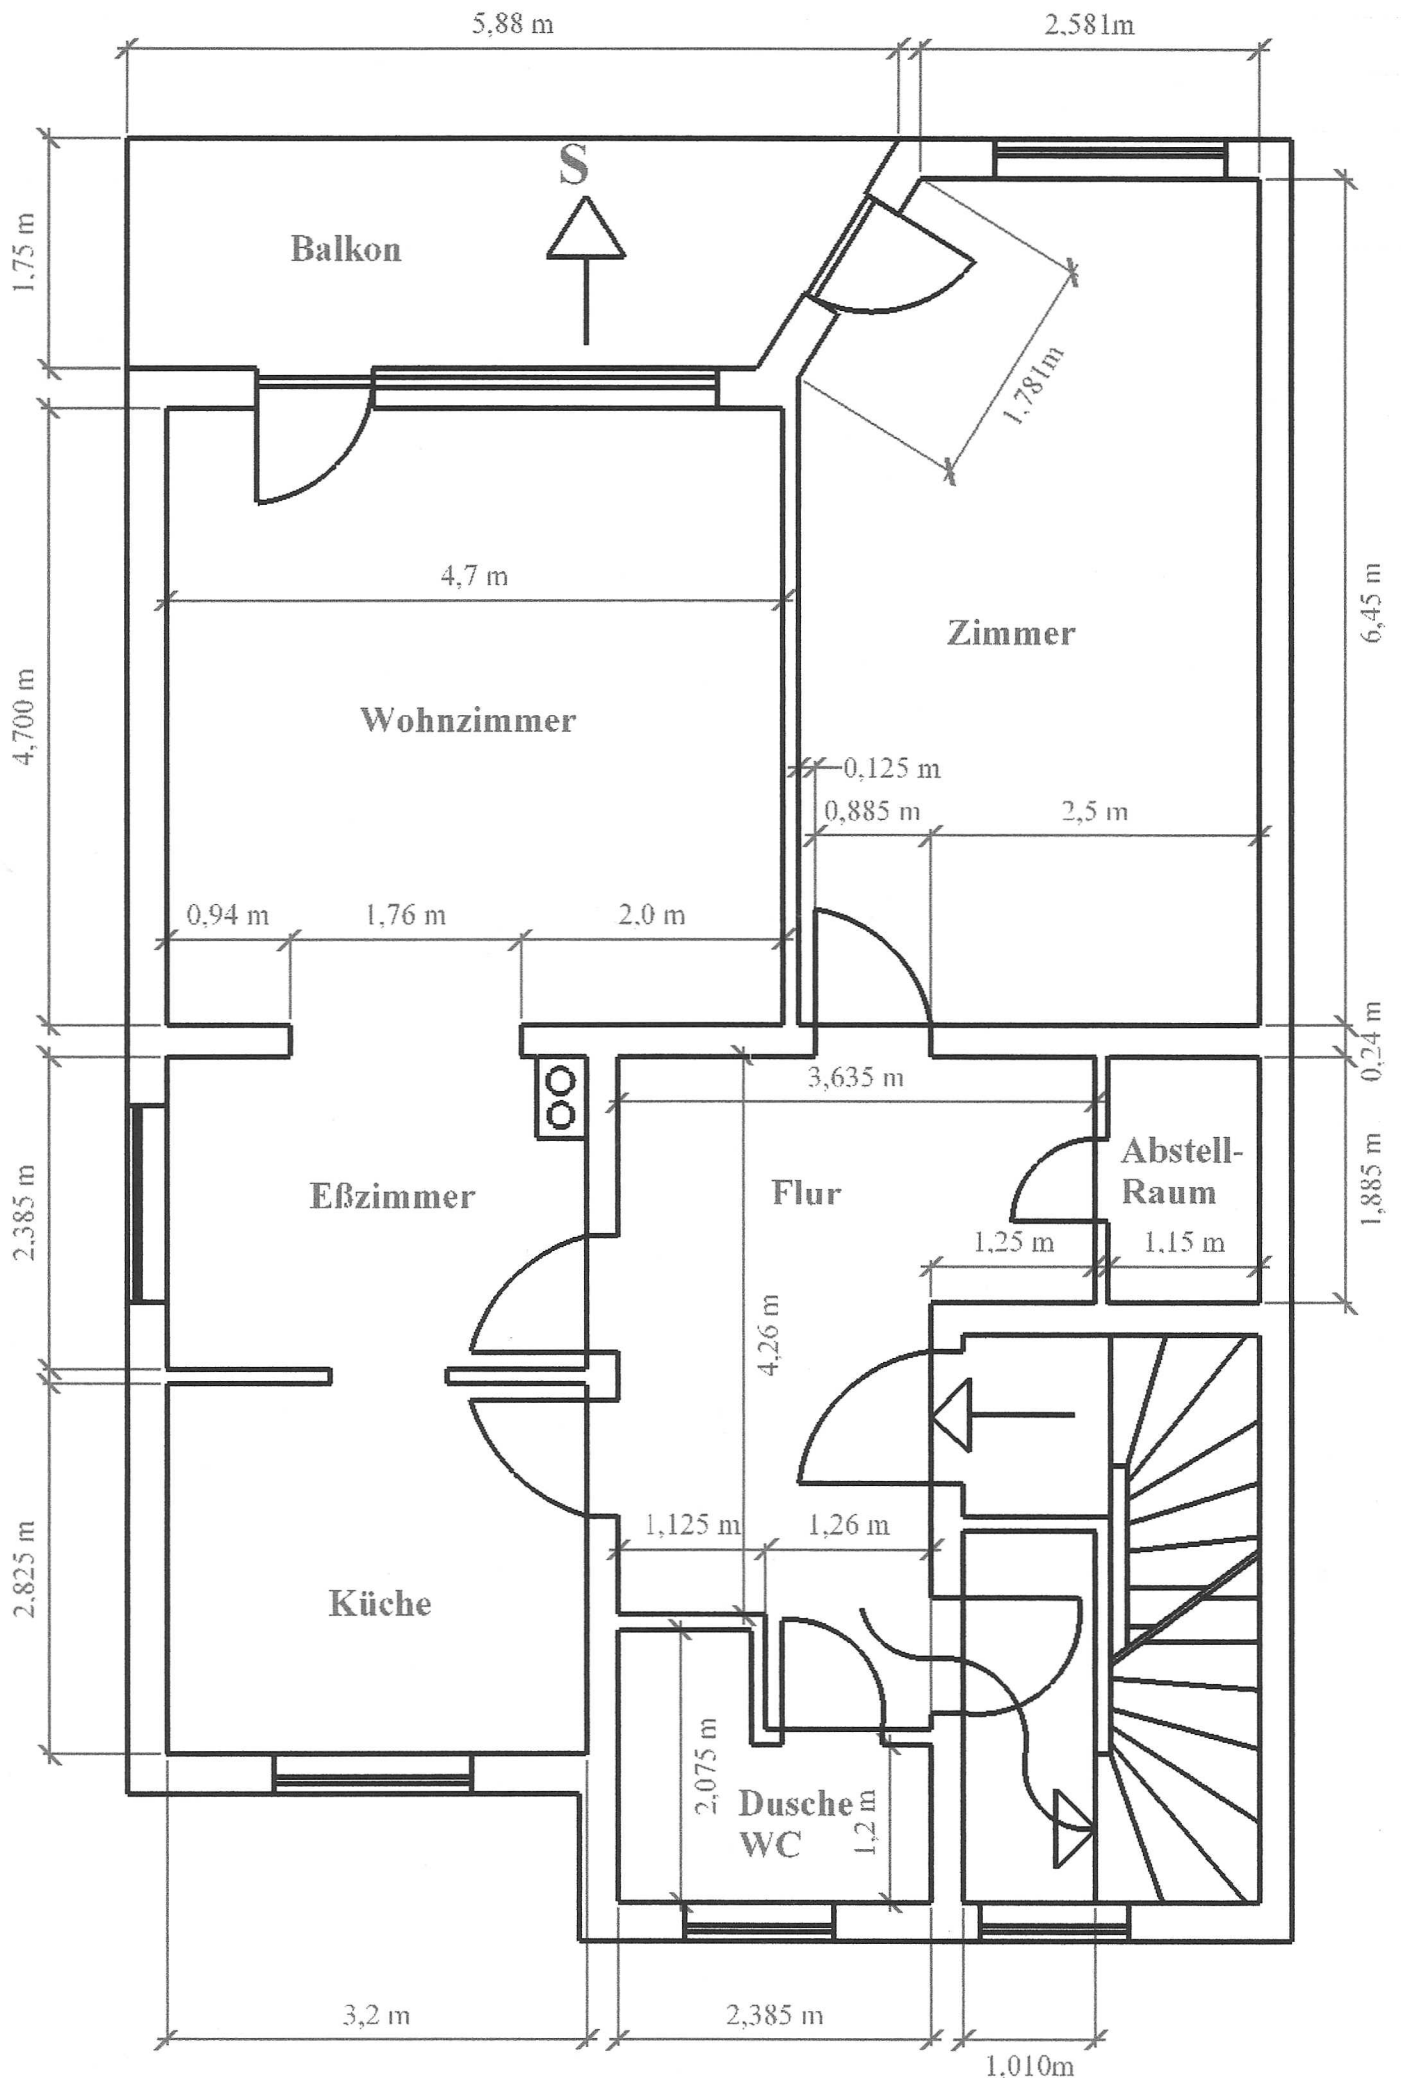 5,88 m
2,581m
S
Balkon
1,75 m
1,781m
4,7 m
Zimmer
6,45 m
4,700 m
Wohnzimmer
0,125 m
0,885 m
2,5 m
0,94 m
1,76 m
2,0 m
0,24 m
3,635 m
Abstell-
Raum
1,885 m
2,385 m
Eßzimmer
Flur
1,25 m
1,15 m
4,26 m
1,125 m
1,26 m
2,825 m
Küche
2,075 m
Dusche
WC
1,2 m
3,2 m
2,385 m
1,010m